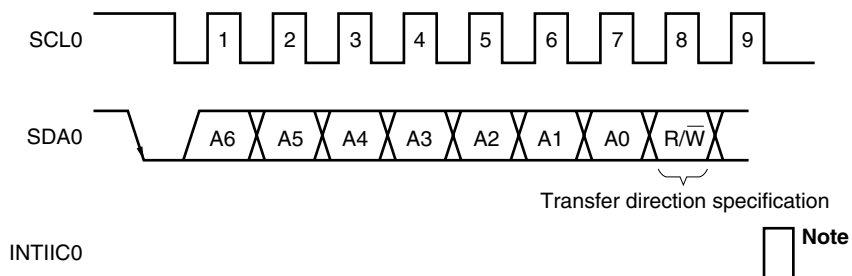 SCL0 1 2 3 4 5 6 7 8 9
SDA0 A6 A5 A4 A3 A2 A1 A0 R/W̅
Transfer direction specification
Note
INTIIC0